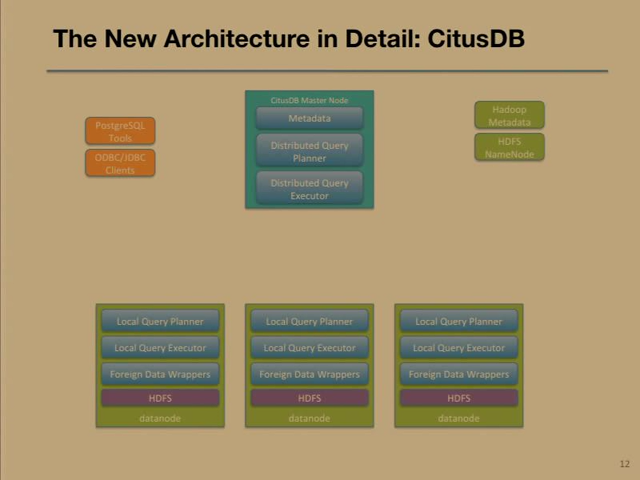 The New Architecture in Detail: CitusDB
PostgreSQL
Tools
ODBC/JDBC
Clients
CitusDB Master Node
Metadata
Distributed Query
Planner
Distributed Query
Executor
Hadoop
Metadata
HDFS
NameNode
Local Query Planner
Local Query Executor
Foreign Data Wrappers
HDFS
datanode
Local Query Planner
Local Query Executor
Foreign Data Wrappers
HDFS
datanode
Local Query Planner
Local Query Executor
Foreign Data Wrappers
HDFS
datanode
12